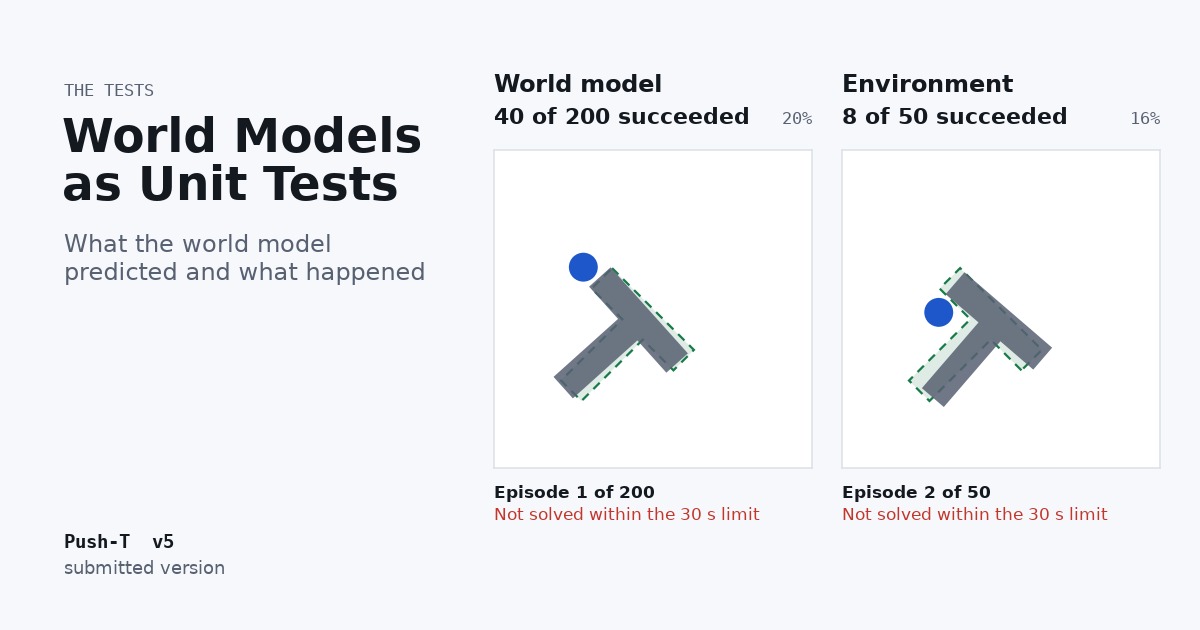 THE TESTS
World Models
as Unit Tests
What the world model
predicted and what happened
Push-T v5
submitted version
World model
40 of 200 succeeded 20%
Episode 1 of 200
Not solved within the 30 s limit
Environment
8 of 50 succeeded 16%
Episode 2 of 50
Not solved within the 30 s limit